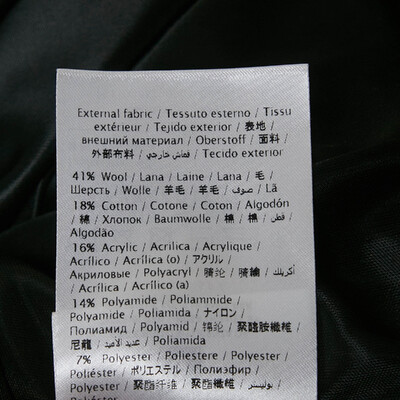 External fabric / Tessuto esterno / Tissu
extérieur / Tejido exterior / 表地 /
внешний материал / Oberstoff / 面料 /
外部布料 / قماش خارجي / Tecido exterior
41% Wool / Lana / Laine / Lana / 毛 /
Шерсть / Wolle / 羊毛 / 羊毛 / صوف / Lã
18% Cotton / Cotone / Coton / Algodón
/ 綿 / Хлопок / Baumwolle / 棉 / 棉 / قطن /
Algodão
16% Acrylic / Acrilica / Acrylique /
Acrílico / Acrílico (a) / アクリル /
Акриловые / Polyacryl / 腈纶 / 腈綸 / أكريلك
/ Acrílica / Acrílico (a)
14% Polyamide / Poliammide /
Polyamide / Poliamida / ナイロン /
Полиамид / Polyamid / 锦纶 / 聚醯胺纖維 /
尼龍 / عديد الأميد / Poliamida
7% Polyester / Poliestere / Polyester /
Poliéster / ポリエステル / Полиэфир /
Polyester / 聚酯纤维 / 聚酯纖維 / بوليستر /
Poliéster